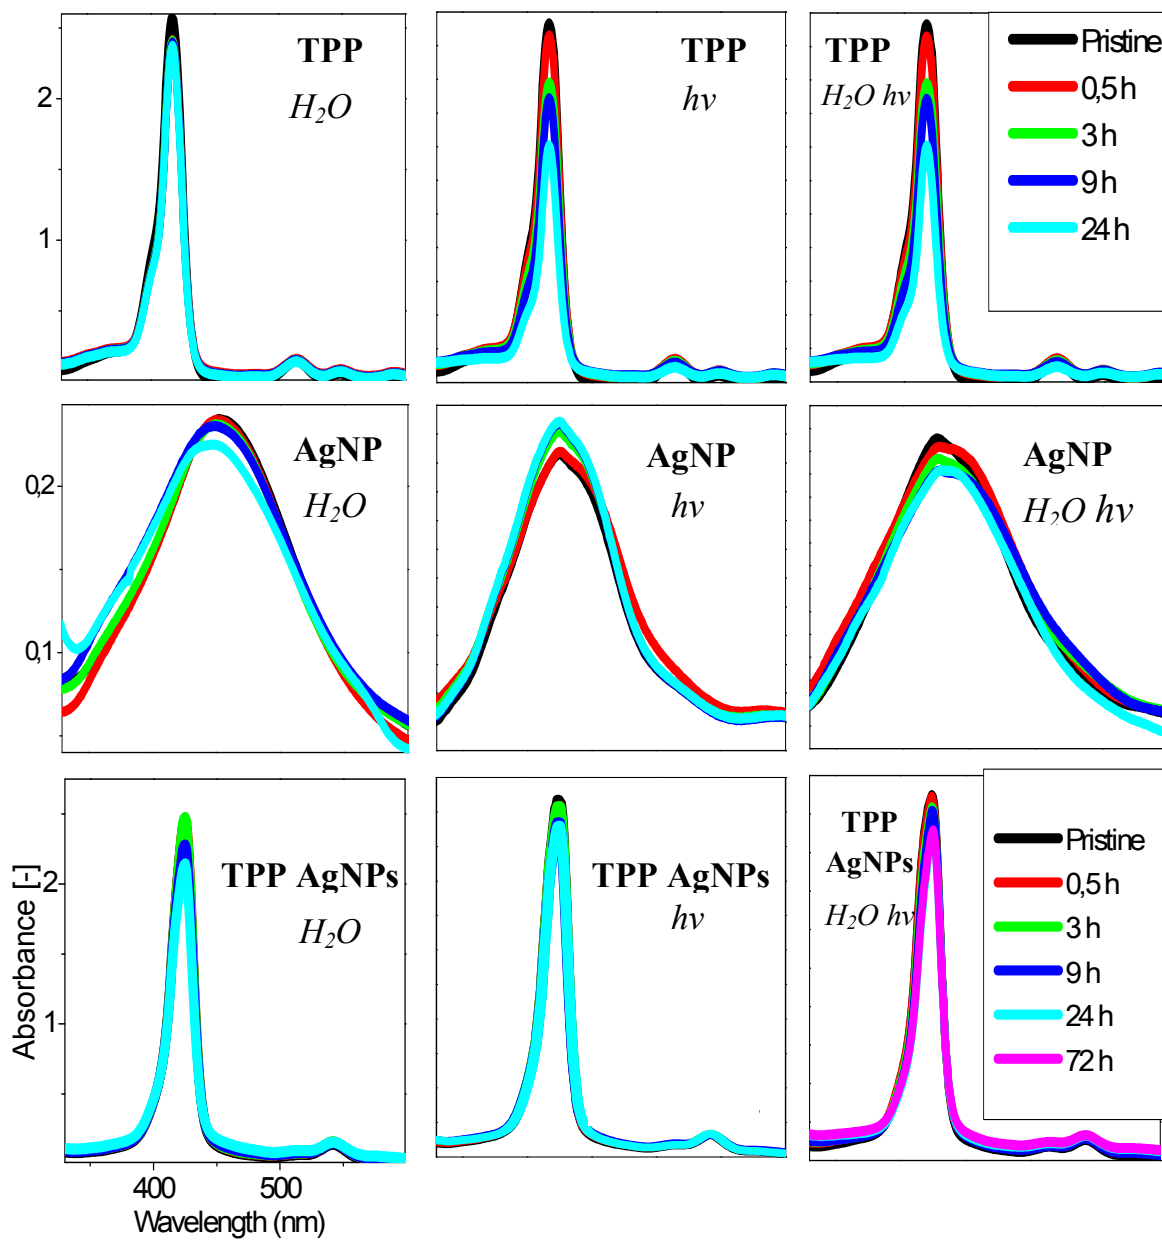 TPP
H₂O
2
1
TPP
hν
TPP
H₂O hν
Pristine
0,5 h
3 h
9 h
24 h
AgNP
H₂O
0,2
0,1
AgNP
hν
AgNP
H₂O hν
TPP AgNPs
H₂O
2
1
Absorbance [-]
400 500
Wavelength (nm)
TPP AgNPs
hν
TPP
AgNPs
H₂O hν
Pristine
0,5 h
3 h
9 h
24 h
72 h